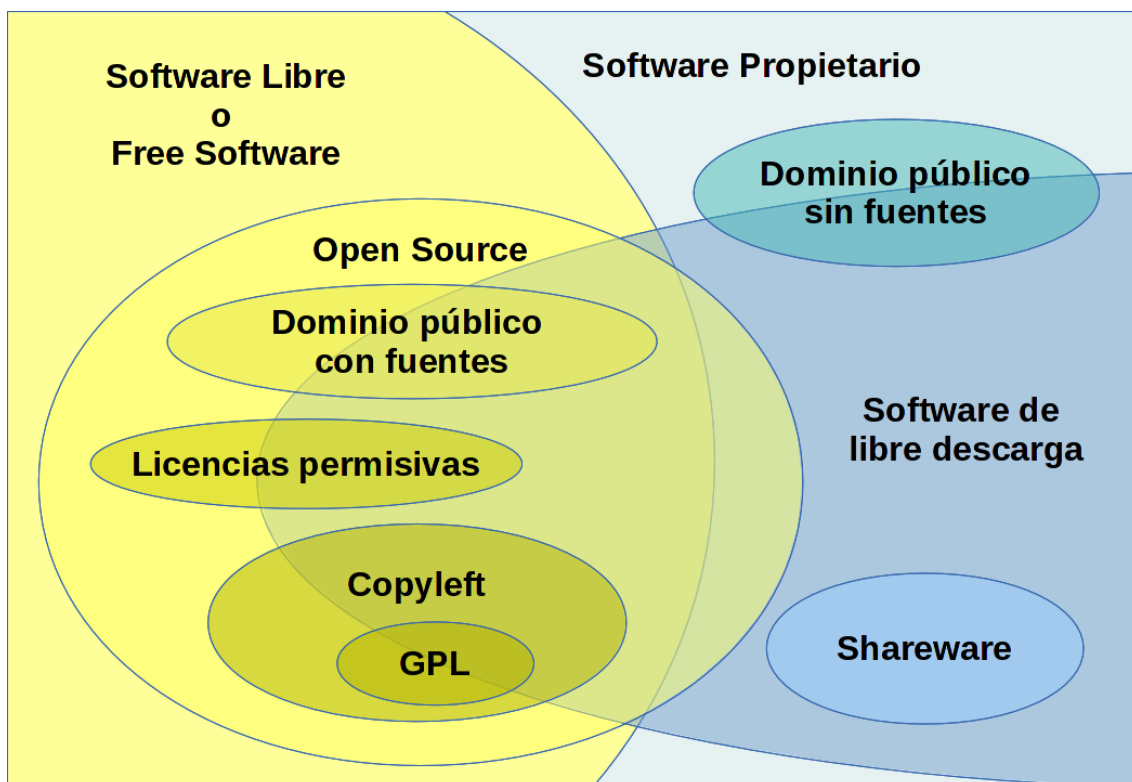 Software Libre
o
Free Software
Software Propietario
Dominio público
sin fuentes
Open Source
Dominio público
con fuentes
Software de
libre descarga
Licencias permisivas
Copyleft
GPL
Shareware